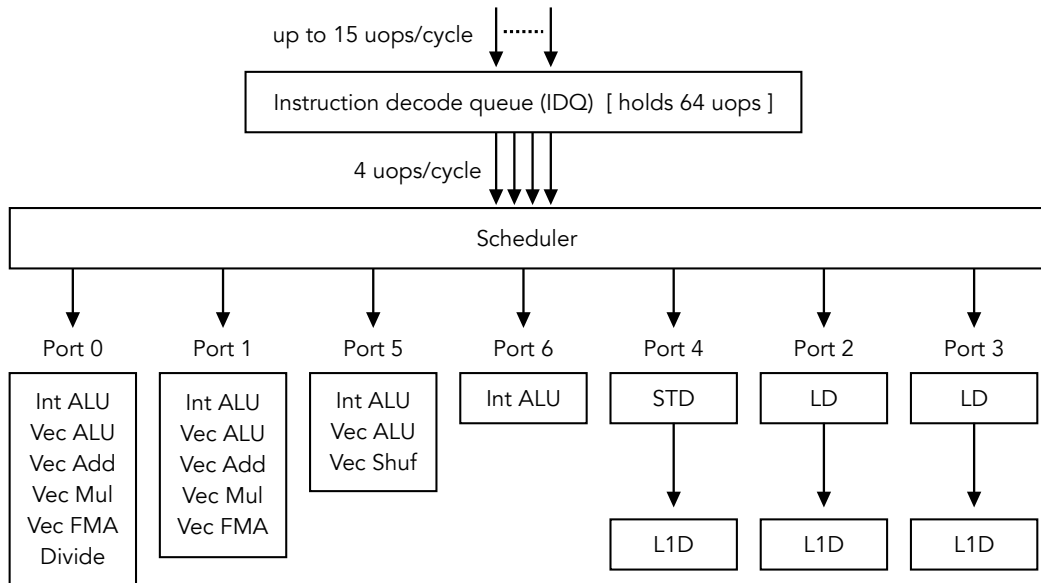 up to 15 uops/cycle
Instruction decode queue (IDQ) [ holds 64 uops ]
4 uops/cycle
Scheduler
Port 0
Port 1
Port 5
Port 6
Port 4
Port 2
Port 3
Int ALU
Vec ALU
Vec Add
Vec Mul
Vec FMA
Divide
Int ALU
Vec ALU
Vec Add
Vec Mul
Vec FMA
Int ALU
Vec ALU
Vec Shuf
Int ALU
STD
LD
LD
L1D
L1D
L1D